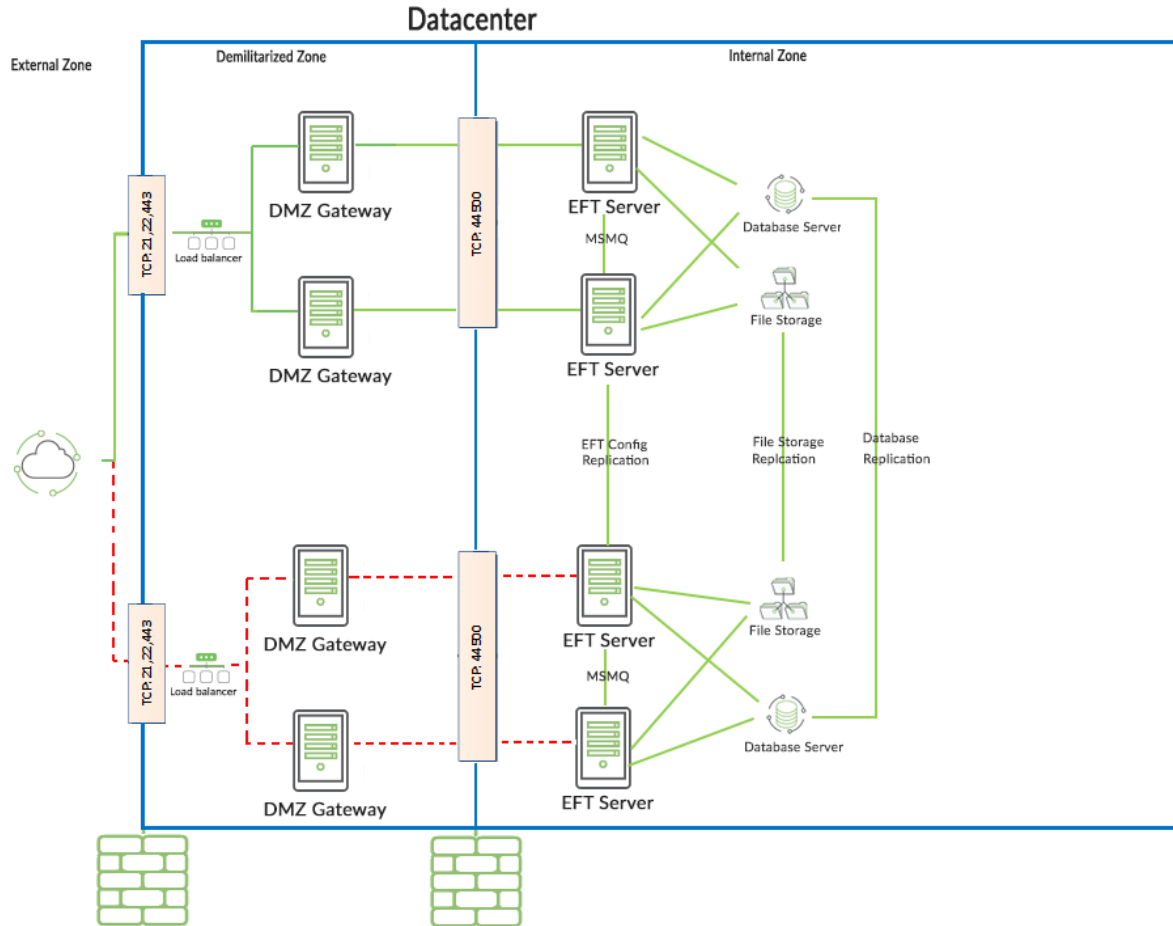 Datacenter
External Zone
Demilitarized Zone
Internal Zone
TCP: 21,22,443
Load balancer
DMZ Gateway
DMZ Gateway
TCP: 44500
EFT Server
MSMQ
EFT Server
Database Server
File Storage
EFT Config
Replication
File Storage
Replcation
Database
Replication
TCP: 21,22,443
Load balancer
DMZ Gateway
DMZ Gateway
TCP: 44500
EFT Server
MSMQ
EFT Server
File Storage
Database Server